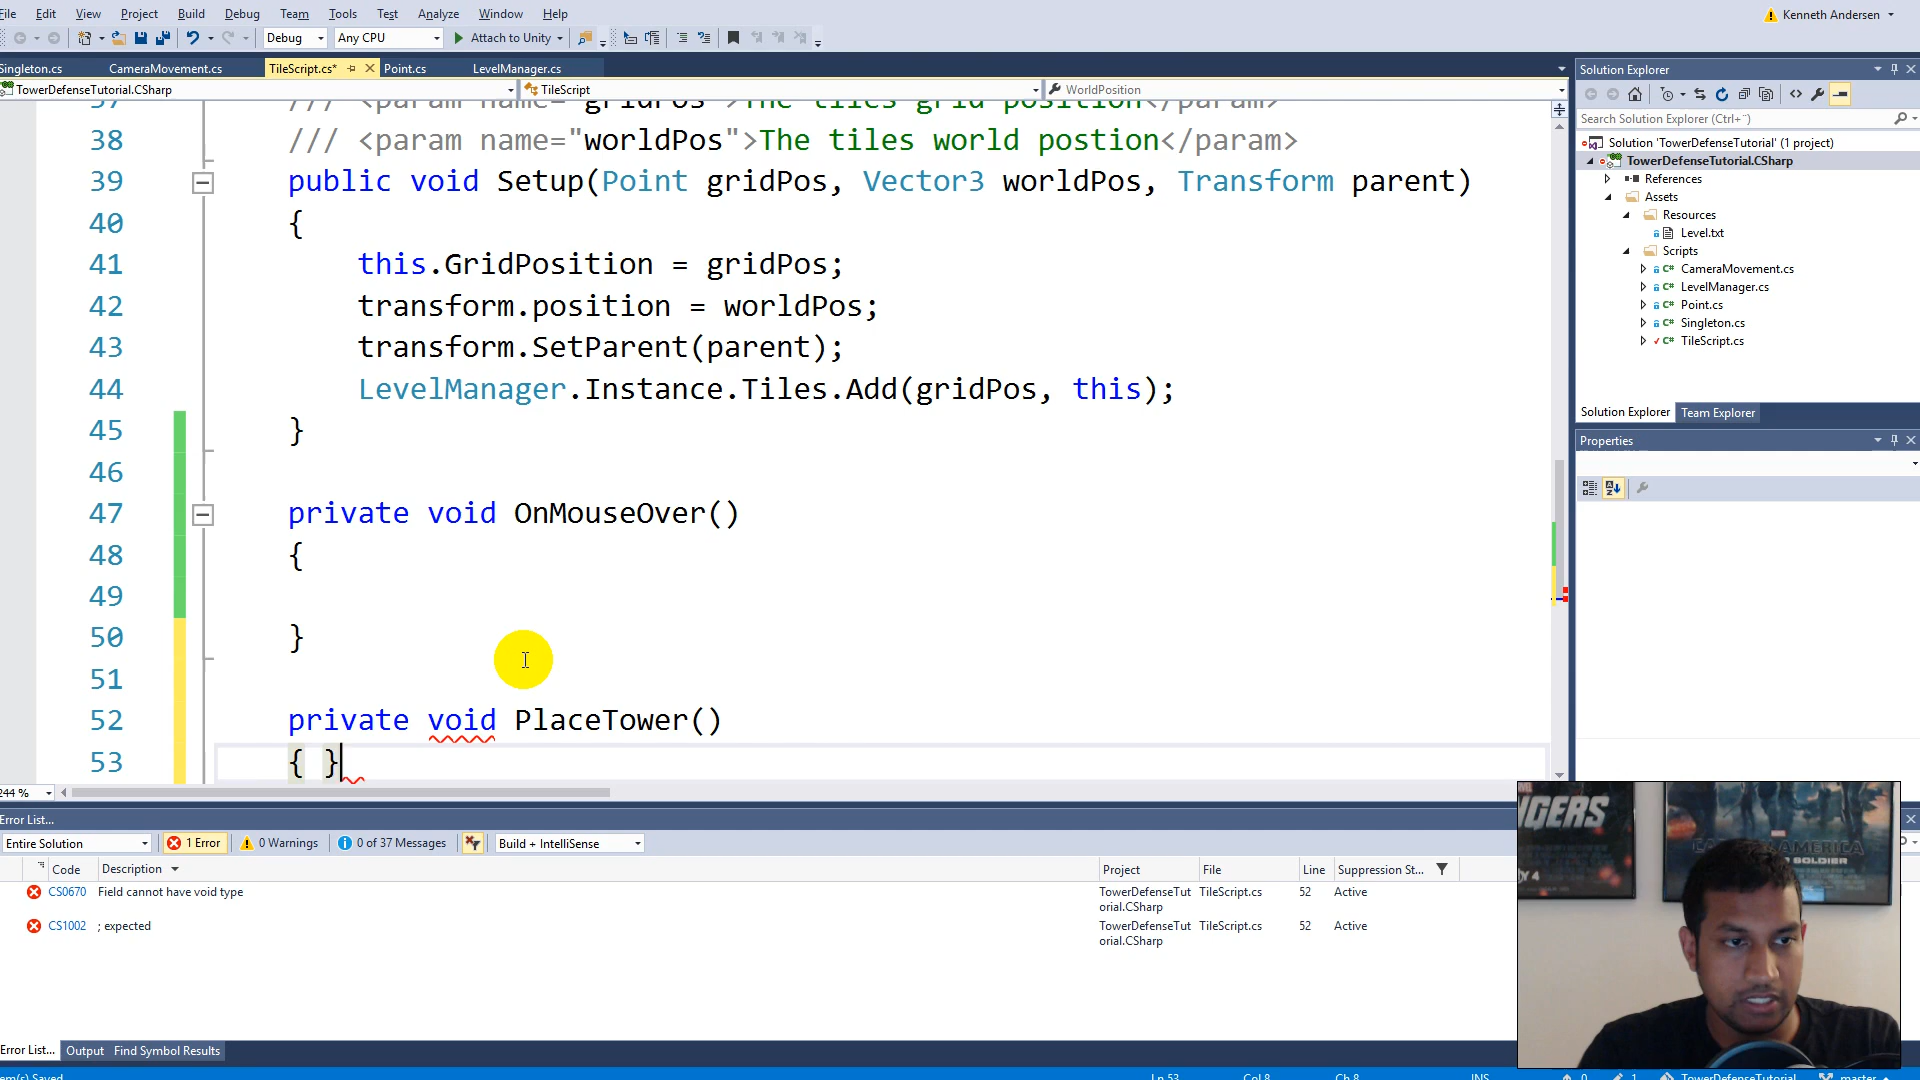 File Edit View Project Build Debug Team Tools Test Analyze Window Help
Kenneth Andersen
Debug Any CPU Attach to Unity
Singleton.cs CameraMovement.cs TileScript.cs* Point.cs LevelManager.cs
TowerDefenseTutorial.CSharp TileScript WorldPosition
37 /// <param name="gridPos">The tiles grid position</param>
38 /// <param name="worldPos">The tiles world postion</param>
39 public void Setup(Point gridPos, Vector3 worldPos, Transform parent)
40 {
41 this.GridPosition = gridPos;
42 transform.position = worldPos;
43 transform.SetParent(parent);
44 LevelManager.Instance.Tiles.Add(gridPos, this);
45 }
46
47 private void OnMouseOver()
48 {
49
50 }
51
52 private void PlaceTower()
53 { }
244 %
Solution Explorer
Search Solution Explorer (Ctrl+¨)
Solution 'TowerDefenseTutorial' (1 project)
TowerDefenseTutorial.CSharp
References
Assets
Resources
Level.txt
Scripts
CameraMovement.cs
LevelManager.cs
Point.cs
Singleton.cs
TileScript.cs
Solution Explorer Team Explorer
Properties
Error List...
Entire Solution 1 Error 0 Warnings 0 of 37 Messages Build + IntelliSense
Code Description Project File Line Suppression St...
CS0670 Field cannot have void type TowerDefenseTut TileScript.cs 52 Active
orial.CSharp
CS1002 ; expected TowerDefenseTut TileScript.cs 52 Active
orial.CSharp
Error List... Output Find Symbol Results
Saved Ln 53 Col 8 Ch 8 INS 0 1 TowerDefenseTutorial master